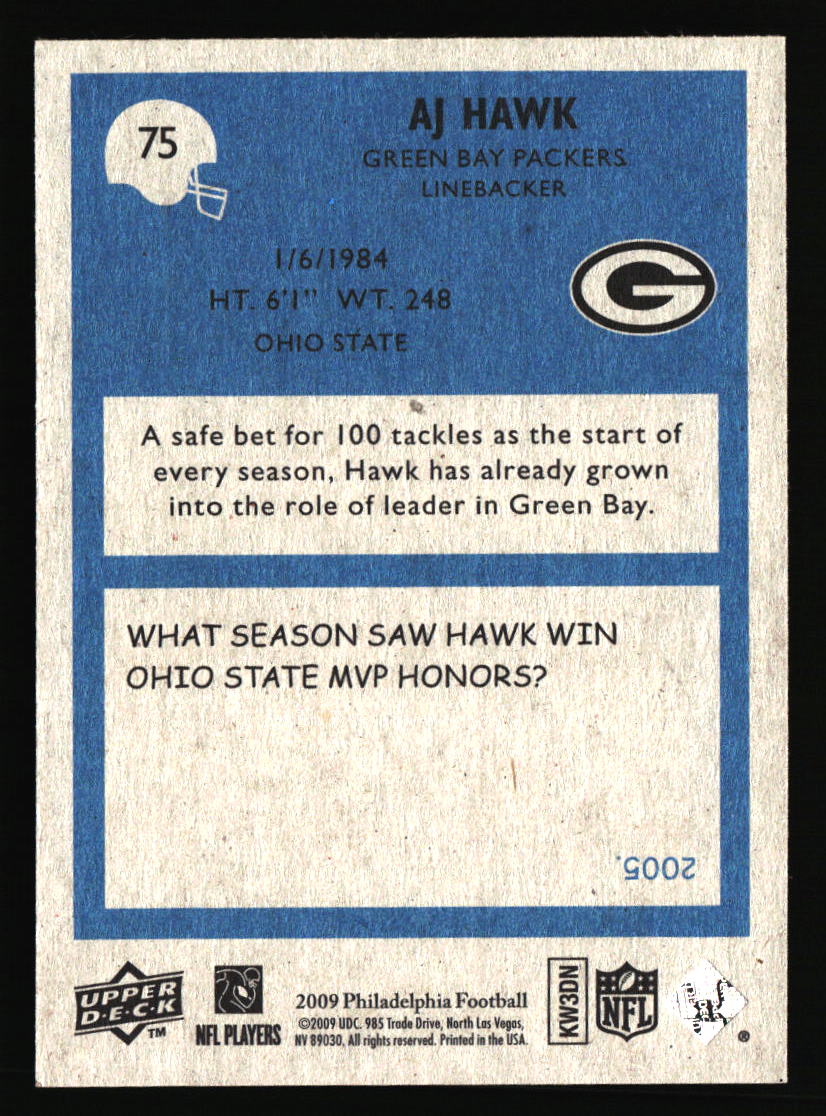 75
AJ HAWK
GREEN BAY PACKERS
LINEBACKER
1/6/1984
HT. 6'1" WT. 248
OHIO STATE
G
A safe bet for 100 tackles as the start of
every season, Hawk has already grown
into the role of leader in Green Bay.
WHAT SEASON SAW HAWK WIN
OHIO STATE MVP HONORS?
2005.
UPPER
DECK
TM
NFL PLAYERS
2009 Philadelphia Football
©2009 UDC. 985 Trade Drive, North Las Vegas,
NV 89030. All rights reserved. Printed in the USA.
KW3DN
NFL
®